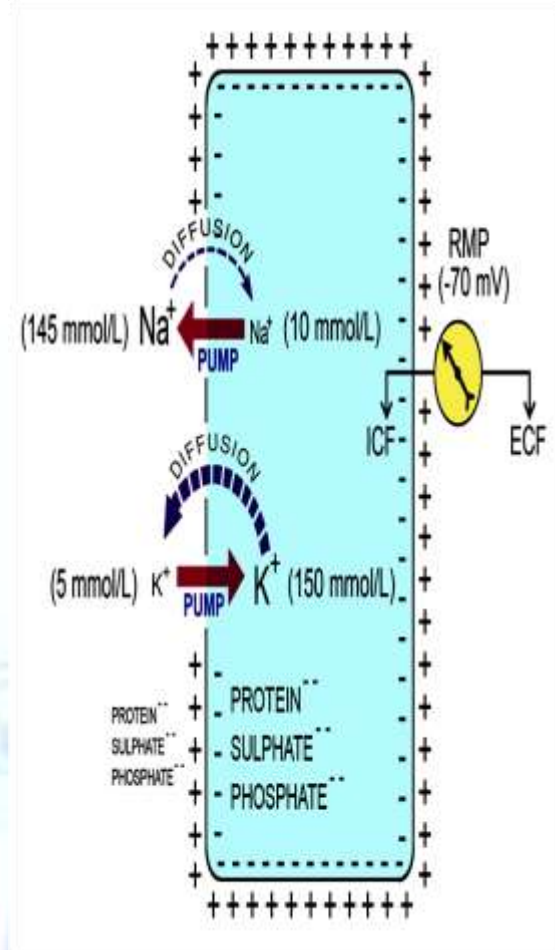 DIFFUSION
RMP
(-70 mV)
(145 mmol/L) Na⁺ Na⁺ (10 mmol/L)
PUMP
ICF ECF
DIFFUSION
(5 mmol/L) K⁺ K⁺ (150 mmol/L)
PUMP
PROTEIN⁻⁻
SULPHATE⁻⁻
PHOSPHATE⁻⁻
PROTEIN⁻⁻
SULPHATE⁻⁻
PHOSPHATE⁻⁻